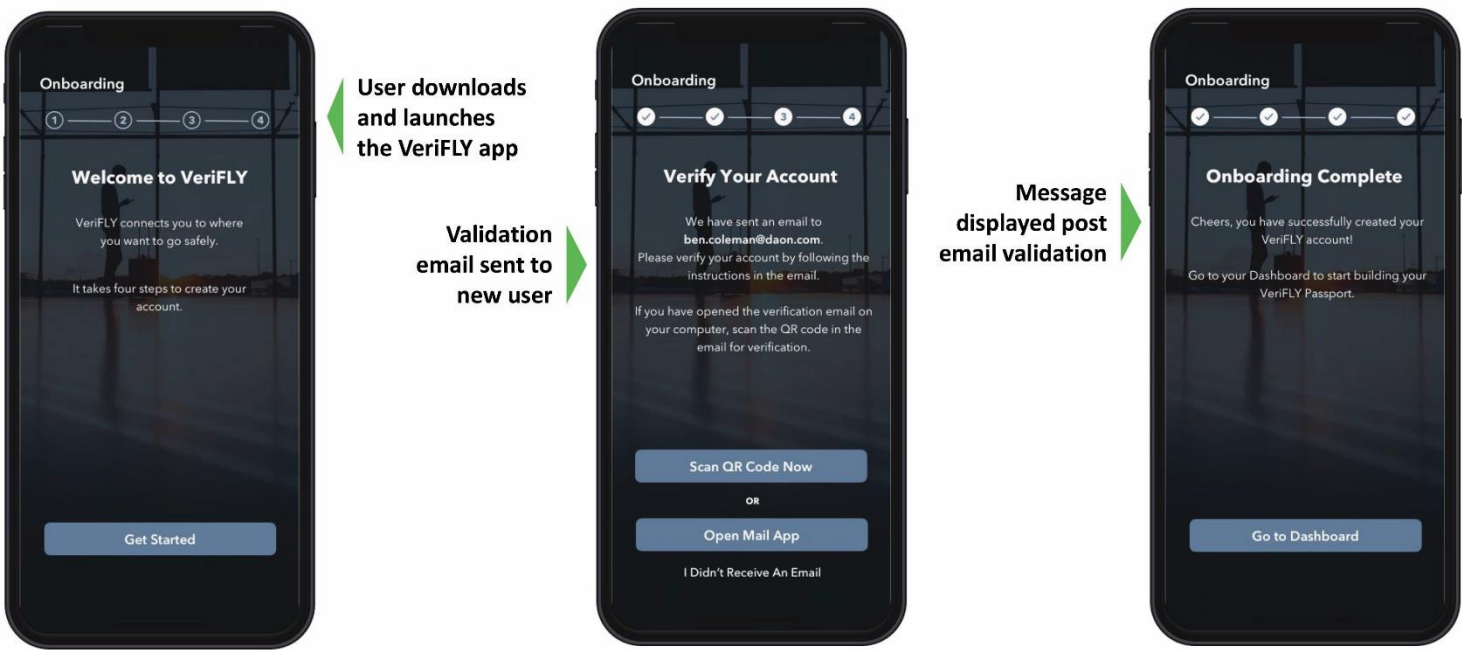 Onboarding
1 2 3 4
Welcome to VeriFLY
VeriFLY connects you to where
you want to go safely.
It takes four steps to create your
account.
Get Started
User downloads
and launches
the VeriFLY app
Validation
email sent to
new user
Onboarding
3 4
Verify Your Account
We have sent an email to
ben.coleman@daon.com.
Please verify your account by following the
instructions in the email.
If you have opened the verification email on
your computer, scan the QR code in the
email for verification.
Scan QR Code Now
OR
Open Mail App
I Didn't Receive An Email
Message
displayed post
email validation
Onboarding
Onboarding Complete
Cheers, you have successfully created your
VeriFLY account!
Go to your Dashboard to start building your
VeriFLY Passport.
Go to Dashboard